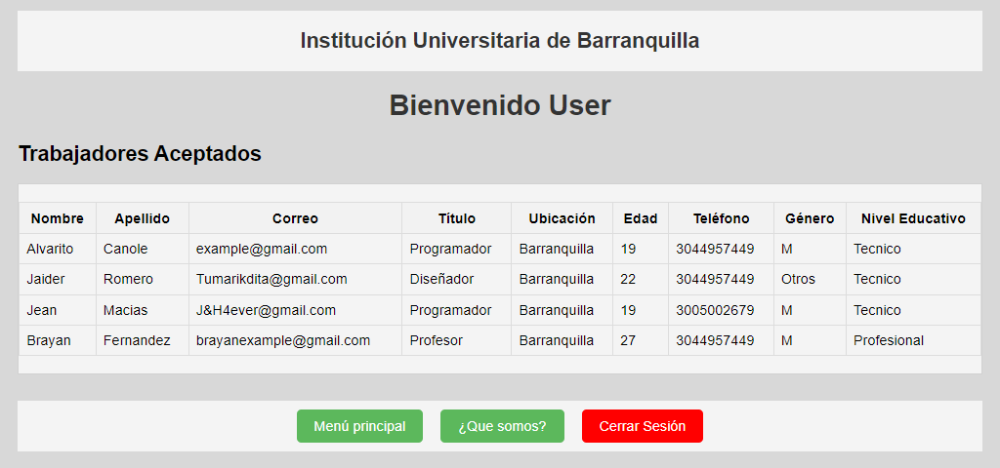 Institución Universitaria de Barranquilla
Bienvenido User
Trabajadores Aceptados
Nombre Apellido Correo Título Ubicación Edad Teléfono Género Nivel Educativo
Alvarito Canole example@gmail.com Programador Barranquilla 19 3044957449 M Tecnico
Jaider Romero Tumarikdita@gmail.com Diseñador Barranquilla 22 3044957449 Otros Tecnico
Jean Macias J&H4ever@gmail.com Programador Barranquilla 19 3005002679 M Tecnico
Brayan Fernandez brayanexample@gmail.com Profesor Barranquilla 27 3044957449 M Profesional
Menú principal ¿Que somos? Cerrar Sesión